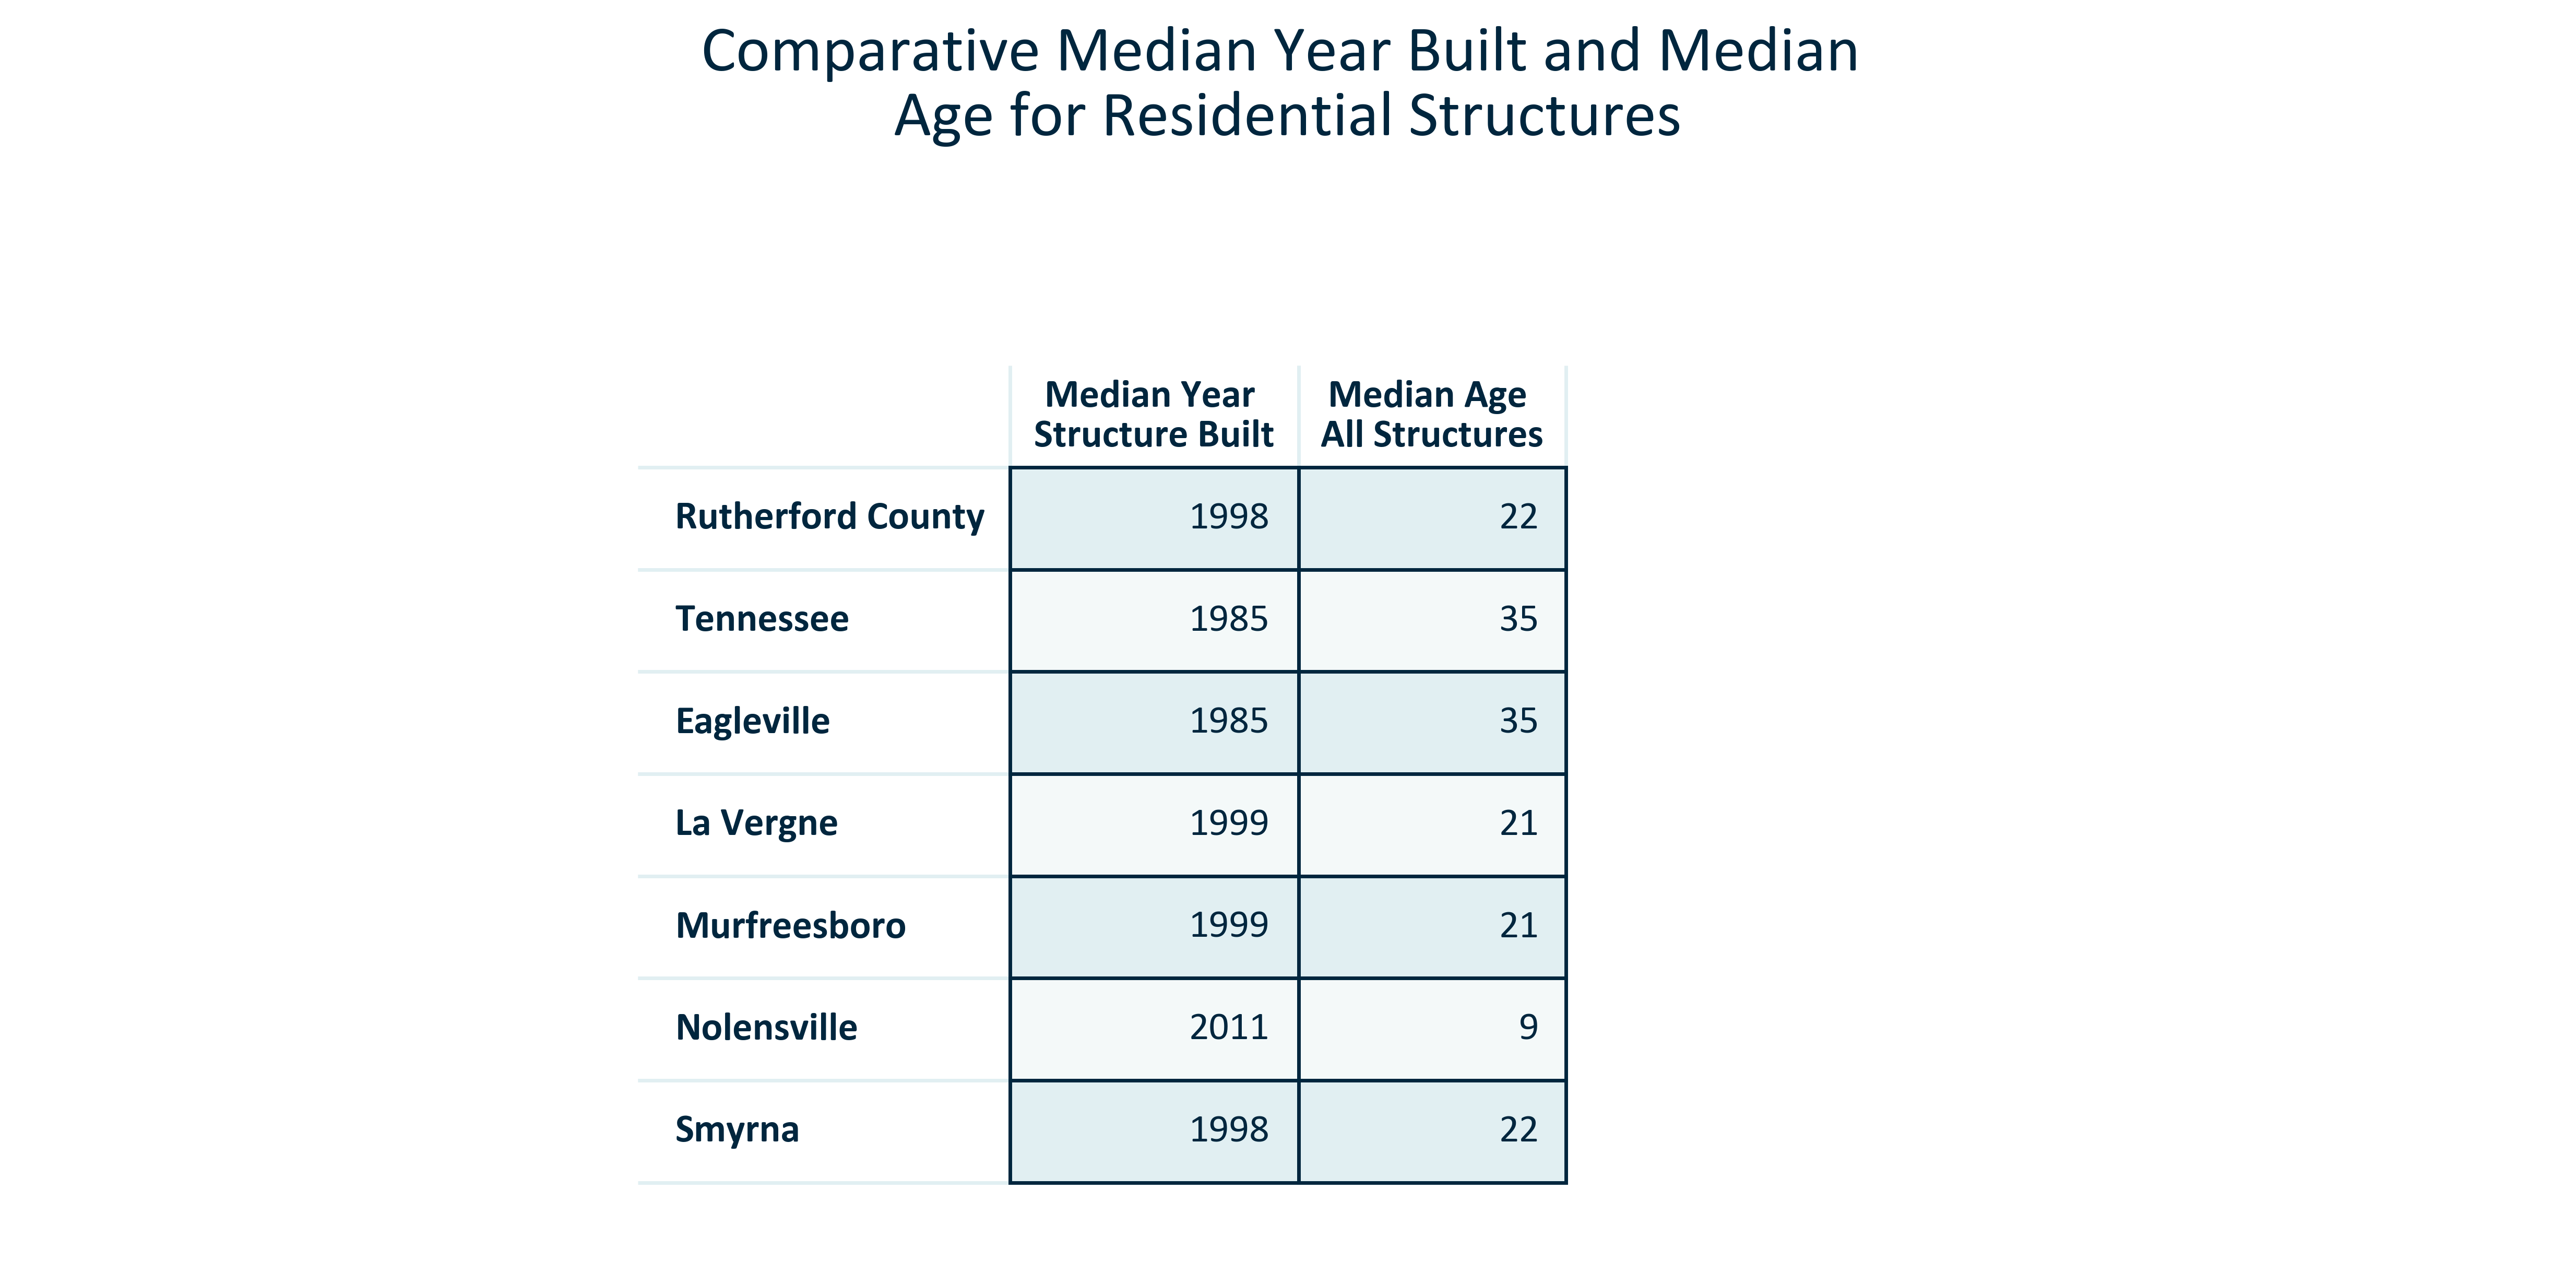 Comparative Median Year Built and Median
Age for Residential Structures
Median Year Structure Built Median Age All Structures
Rutherford County 1998 22
Tennessee 1985 35
Eagleville 1985 35
La Vergne 1999 21
Murfreesboro 1999 21
Nolensville 2011 9
Smyrna 1998 22